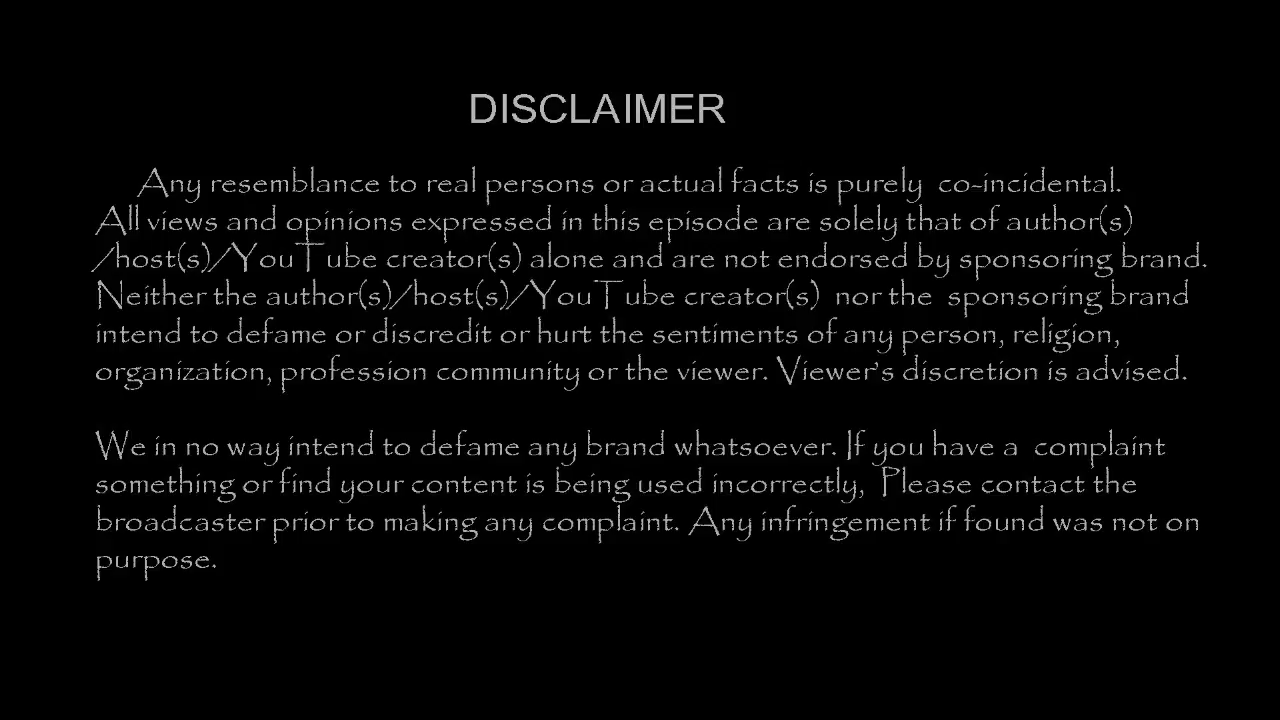 DISCLAIMER
Any resemblance to real persons or actual facts is purely co-incidental.
All views and opinions expressed in this episode are solely that of author(s)
/host(s)/YouTube creator(s) alone and are not endorsed by sponsoring brand.
Neither the author(s)/host(s)/YouTube creator(s) nor the sponsoring brand
intend to defame or discredit or hurt the sentiments of any person, religion,
organization, profession community or the viewer. Viewer's discretion is advised.
We in no way intend to defame any brand whatsoever. If you have a complaint
something or find your content is being used incorrectly, Please contact the
broadcaster prior to making any complaint. Any infringement if found was not on
purpose.